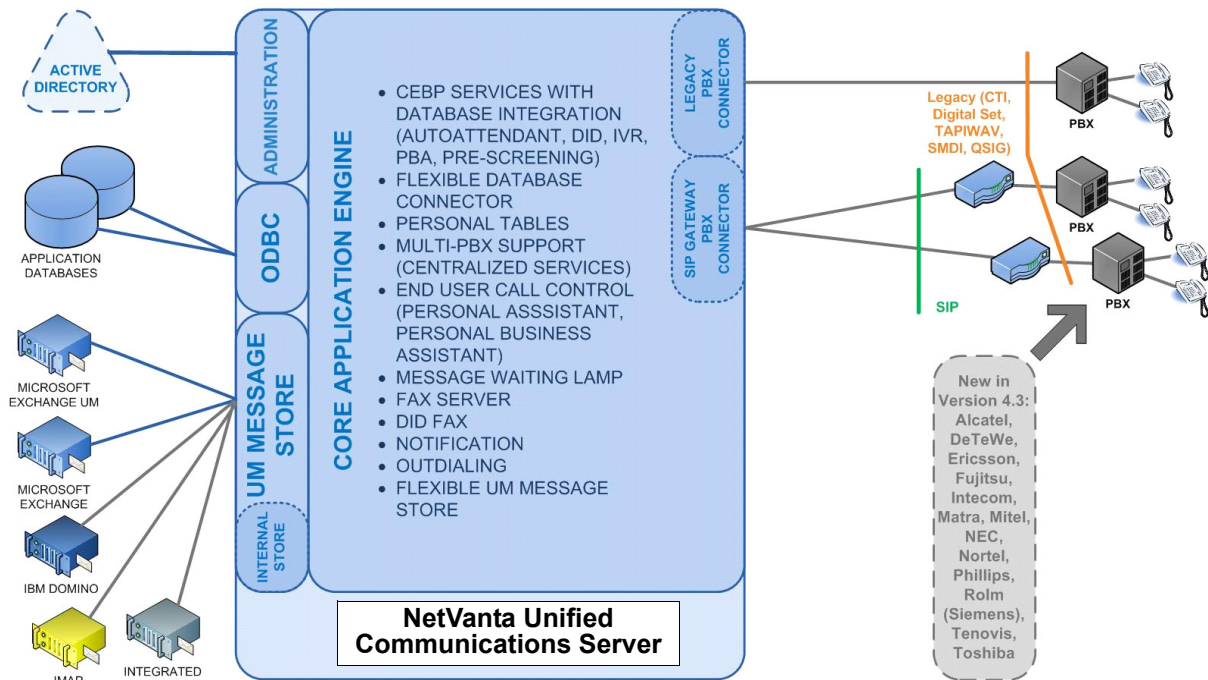 ACTIVE
DIRECTORY
APPLICATION
DATABASES
MICROSOFT
EXCHANGE UM
MICROSOFT
EXCHANGE
IBM DOMINO
IMAP
INTEGRATED
ADMINISTRATION
ODBC
UM MESSAGE
STORE
INTERNAL
STORE
CORE APPLICATION ENGINE
• CEBP SERVICES WITH
DATABASE INTEGRATION
(AUTOATTENDANT, DID, IVR,
PBA, PRE-SCREENING)
• FLEXIBLE DATABASE
CONNECTOR
• PERSONAL TABLES
• MULTI-PBX SUPPORT
(CENTRALIZED SERVICES)
• END USER CALL CONTROL
(PERSONAL ASSSISTANT,
PERSONAL BUSINESS
ASSISTANT)
• MESSAGE WAITING LAMP
• FAX SERVER
• DID FAX
• NOTIFICATION
• OUTDIALING
• FLEXIBLE UM MESSAGE
STORE
NetVanta Unified
Communications Server
LEGACY
PBX
CONNECTOR
SIP GATEWAY
PBX
CONNECTOR
Legacy (CTI,
Digital Set,
TAPIWAV,
SMDI, QSIG)
SIP
PBX
PBX
PBX
New in
Version 4.3:
Alcatel,
DeTeWe,
Ericsson,
Fujitsu,
Intecom,
Matra, Mitel,
NEC,
Nortel,
Phillips,
Rolm
(Siemens),
Tenovis,
Toshiba